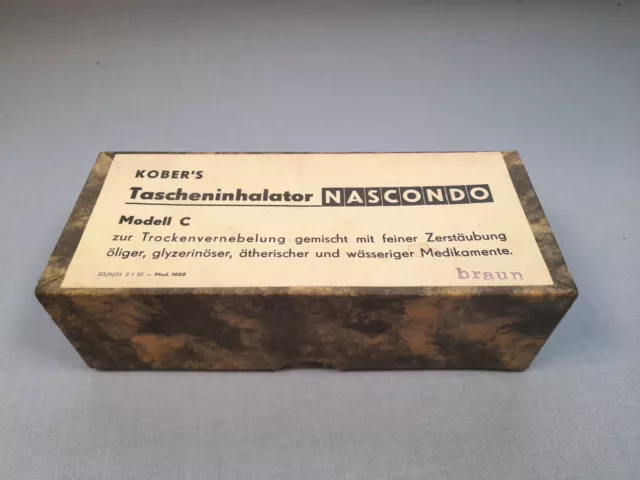 KOBER'S
Tascheninhalator NASCONDO
Modell C
zur Trockenvernebelung gemischt mit feiner Zerstäubung
öliger, glyzerinöser, ätherischer und wässeriger Medikamente.
braun